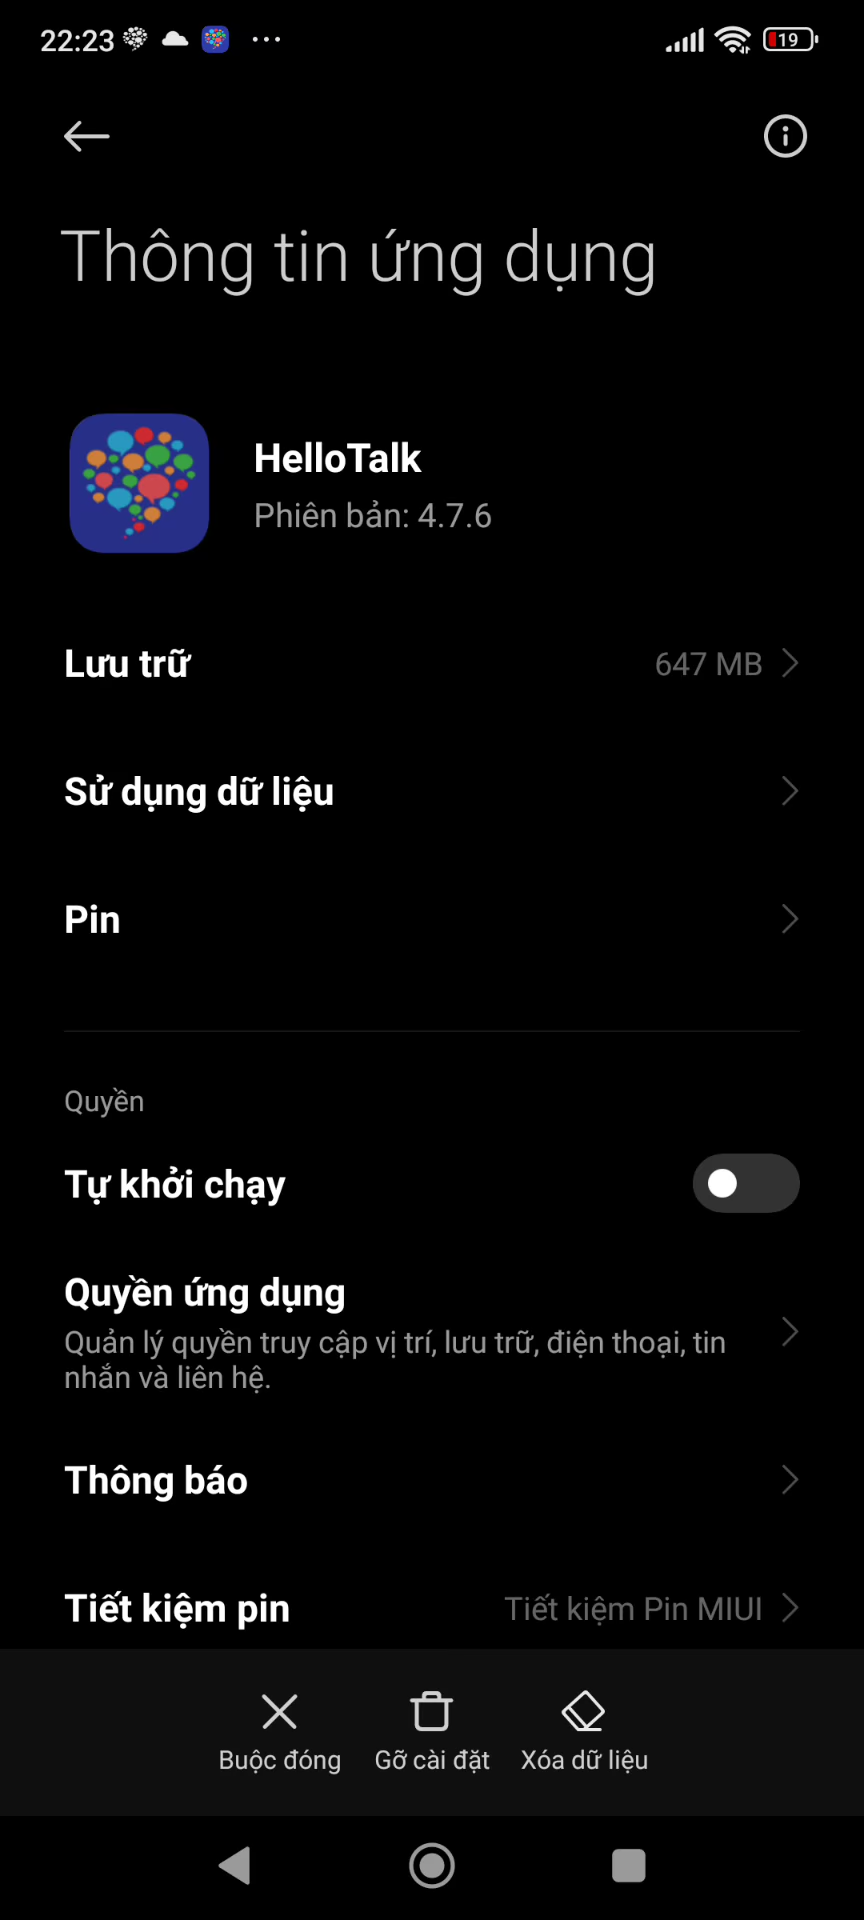 22:23
19
Thông tin ứng dụng
HelloTalk
Phiên bản: 4.7.6
Lưu trữ 647 MB
Sử dụng dữ liệu
Pin
Quyền
Tự khởi chạy
Quyền ứng dụng
Quản lý quyền truy cập vị trí, lưu trữ, điện thoại, tin
nhắn và liên hệ.
Thông báo
Tiết kiệm pin Tiết kiệm Pin MIUI
Buộc đóng Gỡ cài đặt Xóa dữ liệu